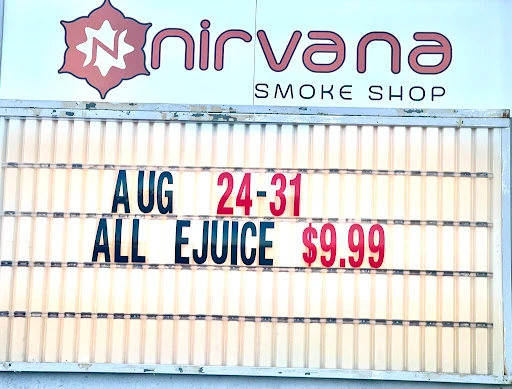 N nirvana
SMOKE SHOP
AUG 24-31
ALL EJUICE $9.99